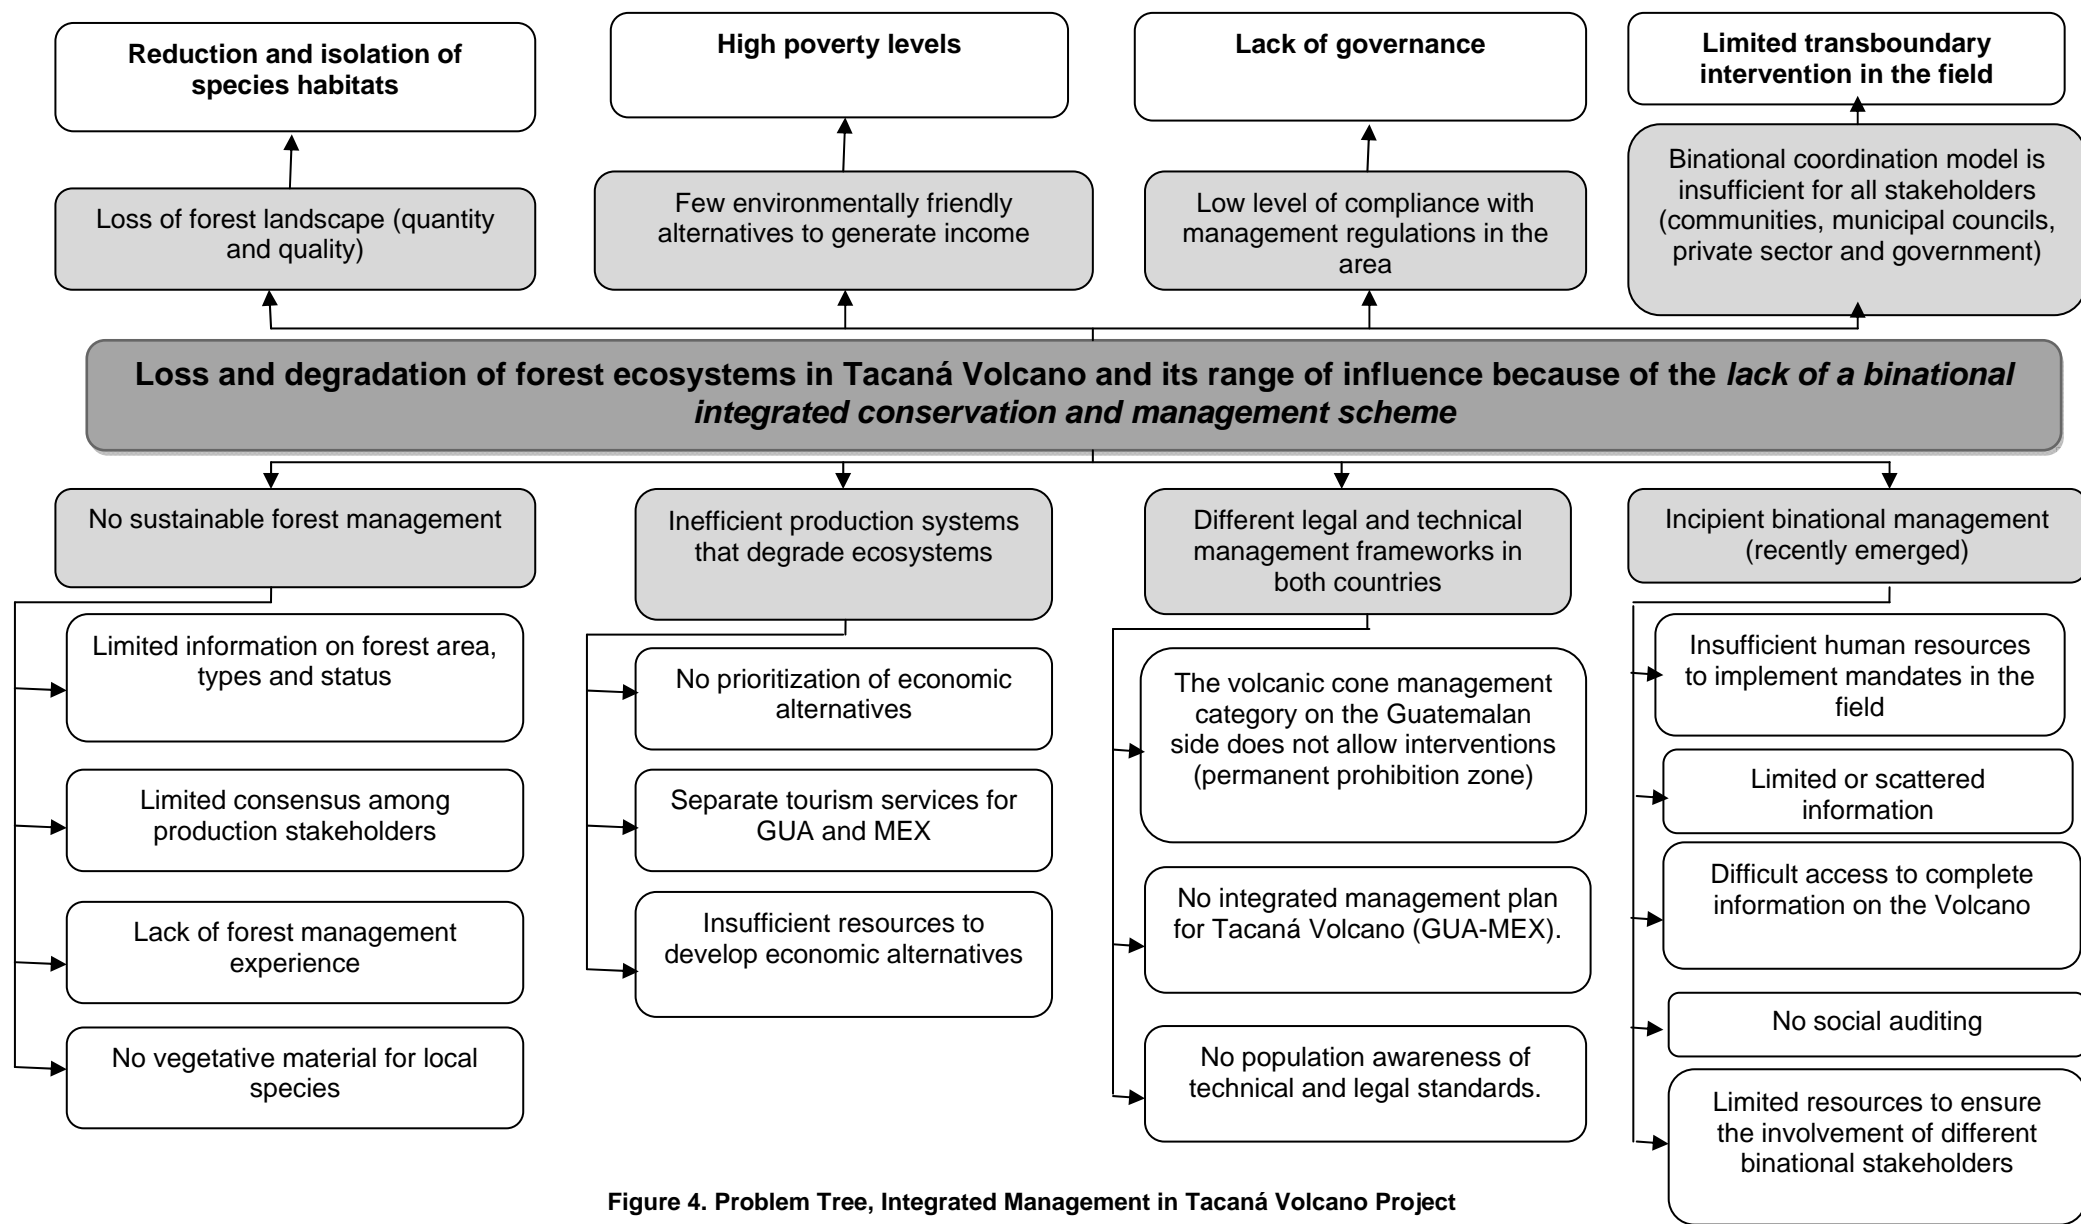 Reduction and isolation of
species habitats
High poverty levels
Lack of governance
Limited transboundary
intervention in the field
Loss of forest landscape (quantity
and quality)
Few environmentally friendly
alternatives to generate income
Low level of compliance with
management regulations in the
area
Binational coordination model is
insufficient for all stakeholders
(communities, municipal councils,
private sector and government)
Loss and degradation of forest ecosystems in Tacaná Volcano and its range of influence because of the lack of a binational
integrated conservation and management scheme
No sustainable forest management
Limited information on forest area,
types and status
Limited consensus among
production stakeholders
Lack of forest management
experience
No vegetative material for local
species
Inefficient production systems
that degrade ecosystems
No prioritization of economic
alternatives
Separate tourism services for
GUA and MEX
Insufficient resources to
develop economic alternatives
Different legal and technical
management frameworks in
both countries
The volcanic cone management
category on the Guatemalan
side does not allow interventions
(permanent prohibition zone)
No integrated management plan
for Tacaná Volcano (GUA-MEX).
No population awareness of
technical and legal standards.
Incipient binational management
(recently emerged)
Insufficient human resources
to implement mandates in the
field
Limited or scattered
information
Difficult access to complete
information on the Volcano
No social auditing
Limited resources to ensure
the involvement of different
binational stakeholders
Figure 4. Problem Tree, Integrated Management in Tacaná Volcano Project